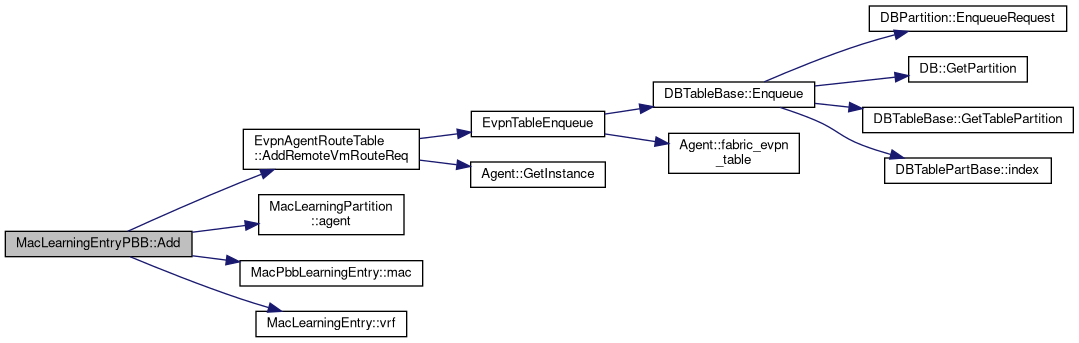 DBPartition::EnqueueRequest
DB::GetPartition
DBTableBase::Enqueue
EvpnTableEnqueue
DBTableBase::GetTablePartition
EvpnAgentRouteTable
::AddRemoteVmRouteReq
Agent::fabric_evpn
_table
DBTablePartBase::index
Agent::GetInstance
MacLearningPartition
::agent
MacLearningEntryPBB::Add
MacPbbLearningEntry::mac
MacLearningEntry::vrf